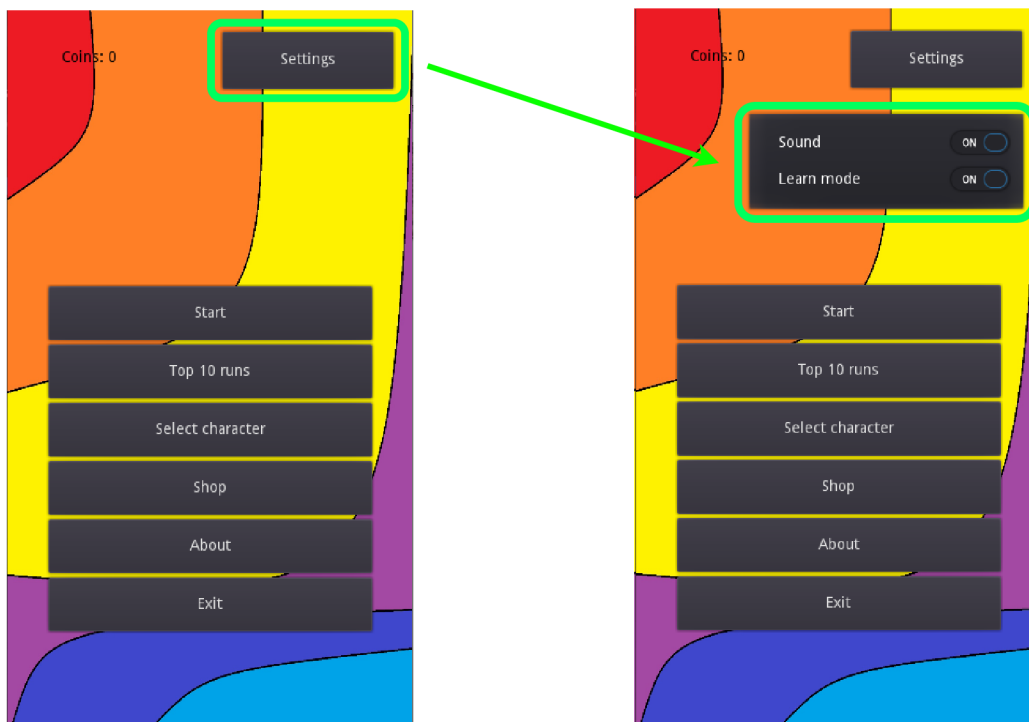 Coins: 0
Settings
Start
Top 10 runs
Select character
Shop
About
Exit
Coins: 0
Settings
Sound ON
Learn mode ON
Start
Top 10 runs
Select character
Shop
About
Exit